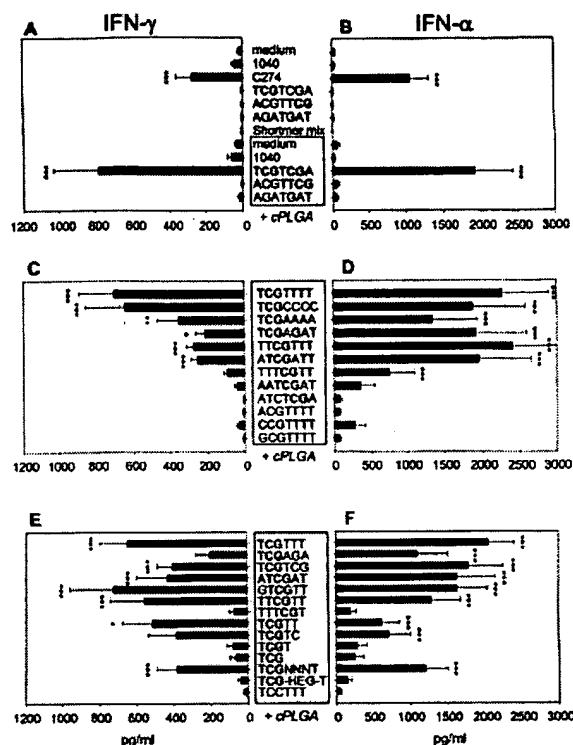 IFN-γ IFN-α
A B
medium
1040
C274
TCGTCGA
ACGTTCG
AGATGAT
Shortmer mix
medium
1040
TCGTCGA
ACGTTCG
AGATGAT
+ cPLGA
1200 1000 800 600 400 200 0 0 500 1000 1500 2000 2500 3000
C D
TCGTTTT
TCGCCCC
TCGAAAA
TCGAGAT
TTCGTTT
ATCGATT
TTTCGTT
AATCGAT
ATCTCGA
ACGTTTT
CCGTTTT
GCGTTTT
+ cPLGA
1200 1000 800 600 400 200 0 0 500 1000 1500 2000 2500 3000
E F
TCGTTT
TCGAGA
TCGTCG
ATCGAT
GTCGTT
TTCGTT
TTTCGT
TCGTT
TCGTC
TCGT
TCG
TCGNNNT
TCG-HEG-T
TCCTTT
+ cPLGA
1200 1000 800 600 400 200 0 0 500 1000 1500 2000 2500 3000
pg/ml pg/ml